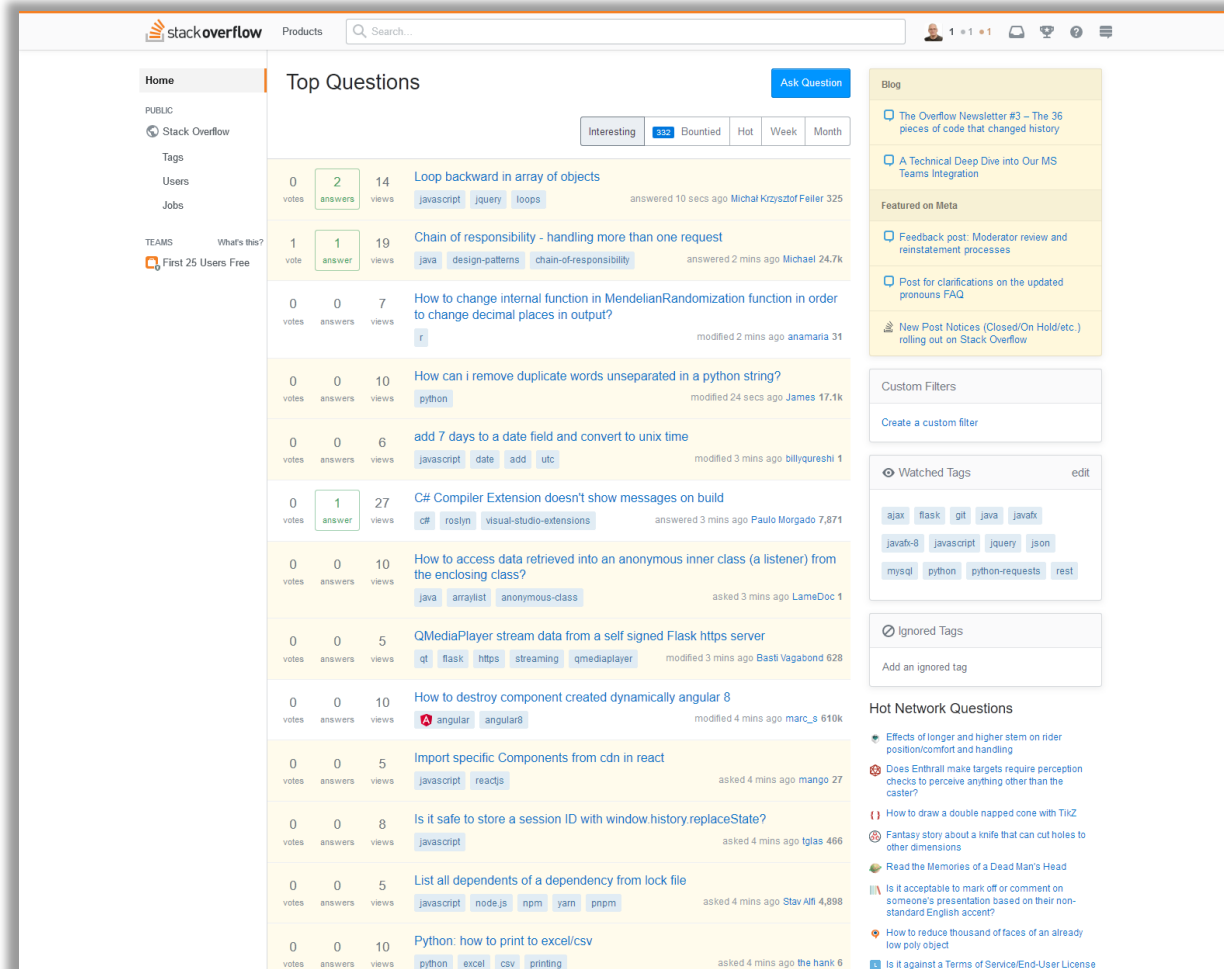 stackoverflow
Products
Search...
1 1 1
Home
PUBLIC
Stack Overflow
Tags
Users
Jobs
TEAMS What's this?
First 25 Users Free
Top Questions
Ask Question
Interesting 332 Bountied Hot Week Month
0 votes 2 answers 14 views
Loop backward in array of objects
javascript jquery loops
answered 10 secs ago Michał Krzysztof Feiler 325
1 vote 1 answer 19 views
Chain of responsibility - handling more than one request
java design-patterns chain-of-responsibility
answered 2 mins ago Michael 24.7k
0 votes 0 answers 7 views
How to change internal function in MendelianRandomization function in order
to change decimal places in output?
r
modified 2 mins ago anamaria 31
0 votes 0 answers 10 views
How can i remove duplicate words unseparated in a python string?
python
modified 24 secs ago James 17.1k
0 votes 0 answers 6 views
add 7 days to a date field and convert to unix time
javascript date add utc
modified 3 mins ago billyqureshi 1
0 votes 1 answer 27 views
C# Compiler Extension doesn't show messages on build
c# roslyn visual-studio-extensions
answered 3 mins ago Paulo Morgado 7,871
0 votes 0 answers 10 views
How to access data retrieved into an anonymous inner class (a listener) from
the enclosing class?
java arraylist anonymous-class
asked 3 mins ago LameDoc 1
0 votes 0 answers 5 views
QMediaPlayer stream data from a self signed Flask https server
qt flask https streaming qmediaplayer
modified 3 mins ago Basti Vagabond 628
0 votes 0 answers 10 views
How to destroy component created dynamically angular 8
angular angular8
modified 4 mins ago marc_s 610k
0 votes 0 answers 5 views
Import specific Components from cdn in react
javascript reactjs
asked 4 mins ago mango 27
0 votes 0 answers 8 views
Is it safe to store a session ID with window.history.replaceState?
javascript
asked 4 mins ago tglas 466
0 votes 0 answers 5 views
List all dependents of a dependency from lock file
javascript node.js npm yarn pnpm
asked 4 mins ago Stav Alfi 4,898
0 votes 0 answers 10 views
Python: how to print to excel/csv
python excel csv printing
asked 4 mins ago the hank 6
Blog
The Overflow Newsletter #3 – The 36
pieces of code that changed history
A Technical Deep Dive into Our MS
Teams Integration
Featured on Meta
Feedback post: Moderator review and
reinstatement processes
Post for clarifications on the updated
pronouns FAQ
New Post Notices (Closed/On Hold/etc.)
rolling out on Stack Overflow
Custom Filters
Create a custom filter
Watched Tags edit
ajax flask git java javafx
javafx-8 javascript jquery json
mysql python python-requests rest
Ignored Tags
Add an ignored tag
Hot Network Questions
Effects of longer and higher stem on rider
position/comfort and handling
Does Enthrall make targets require perception
checks to perceive anything other than the
caster?
How to draw a double napped cone with TikZ
Fantasy story about a knife that can cut holes to
other dimensions
Read the Memories of a Dead Man's Head
Is it acceptable to mark off or comment on
someone's presentation based on their non-
standard English accent?
How to reduce thousand of faces of an already
low poly object
Is it against a Terms of Service/End-User License